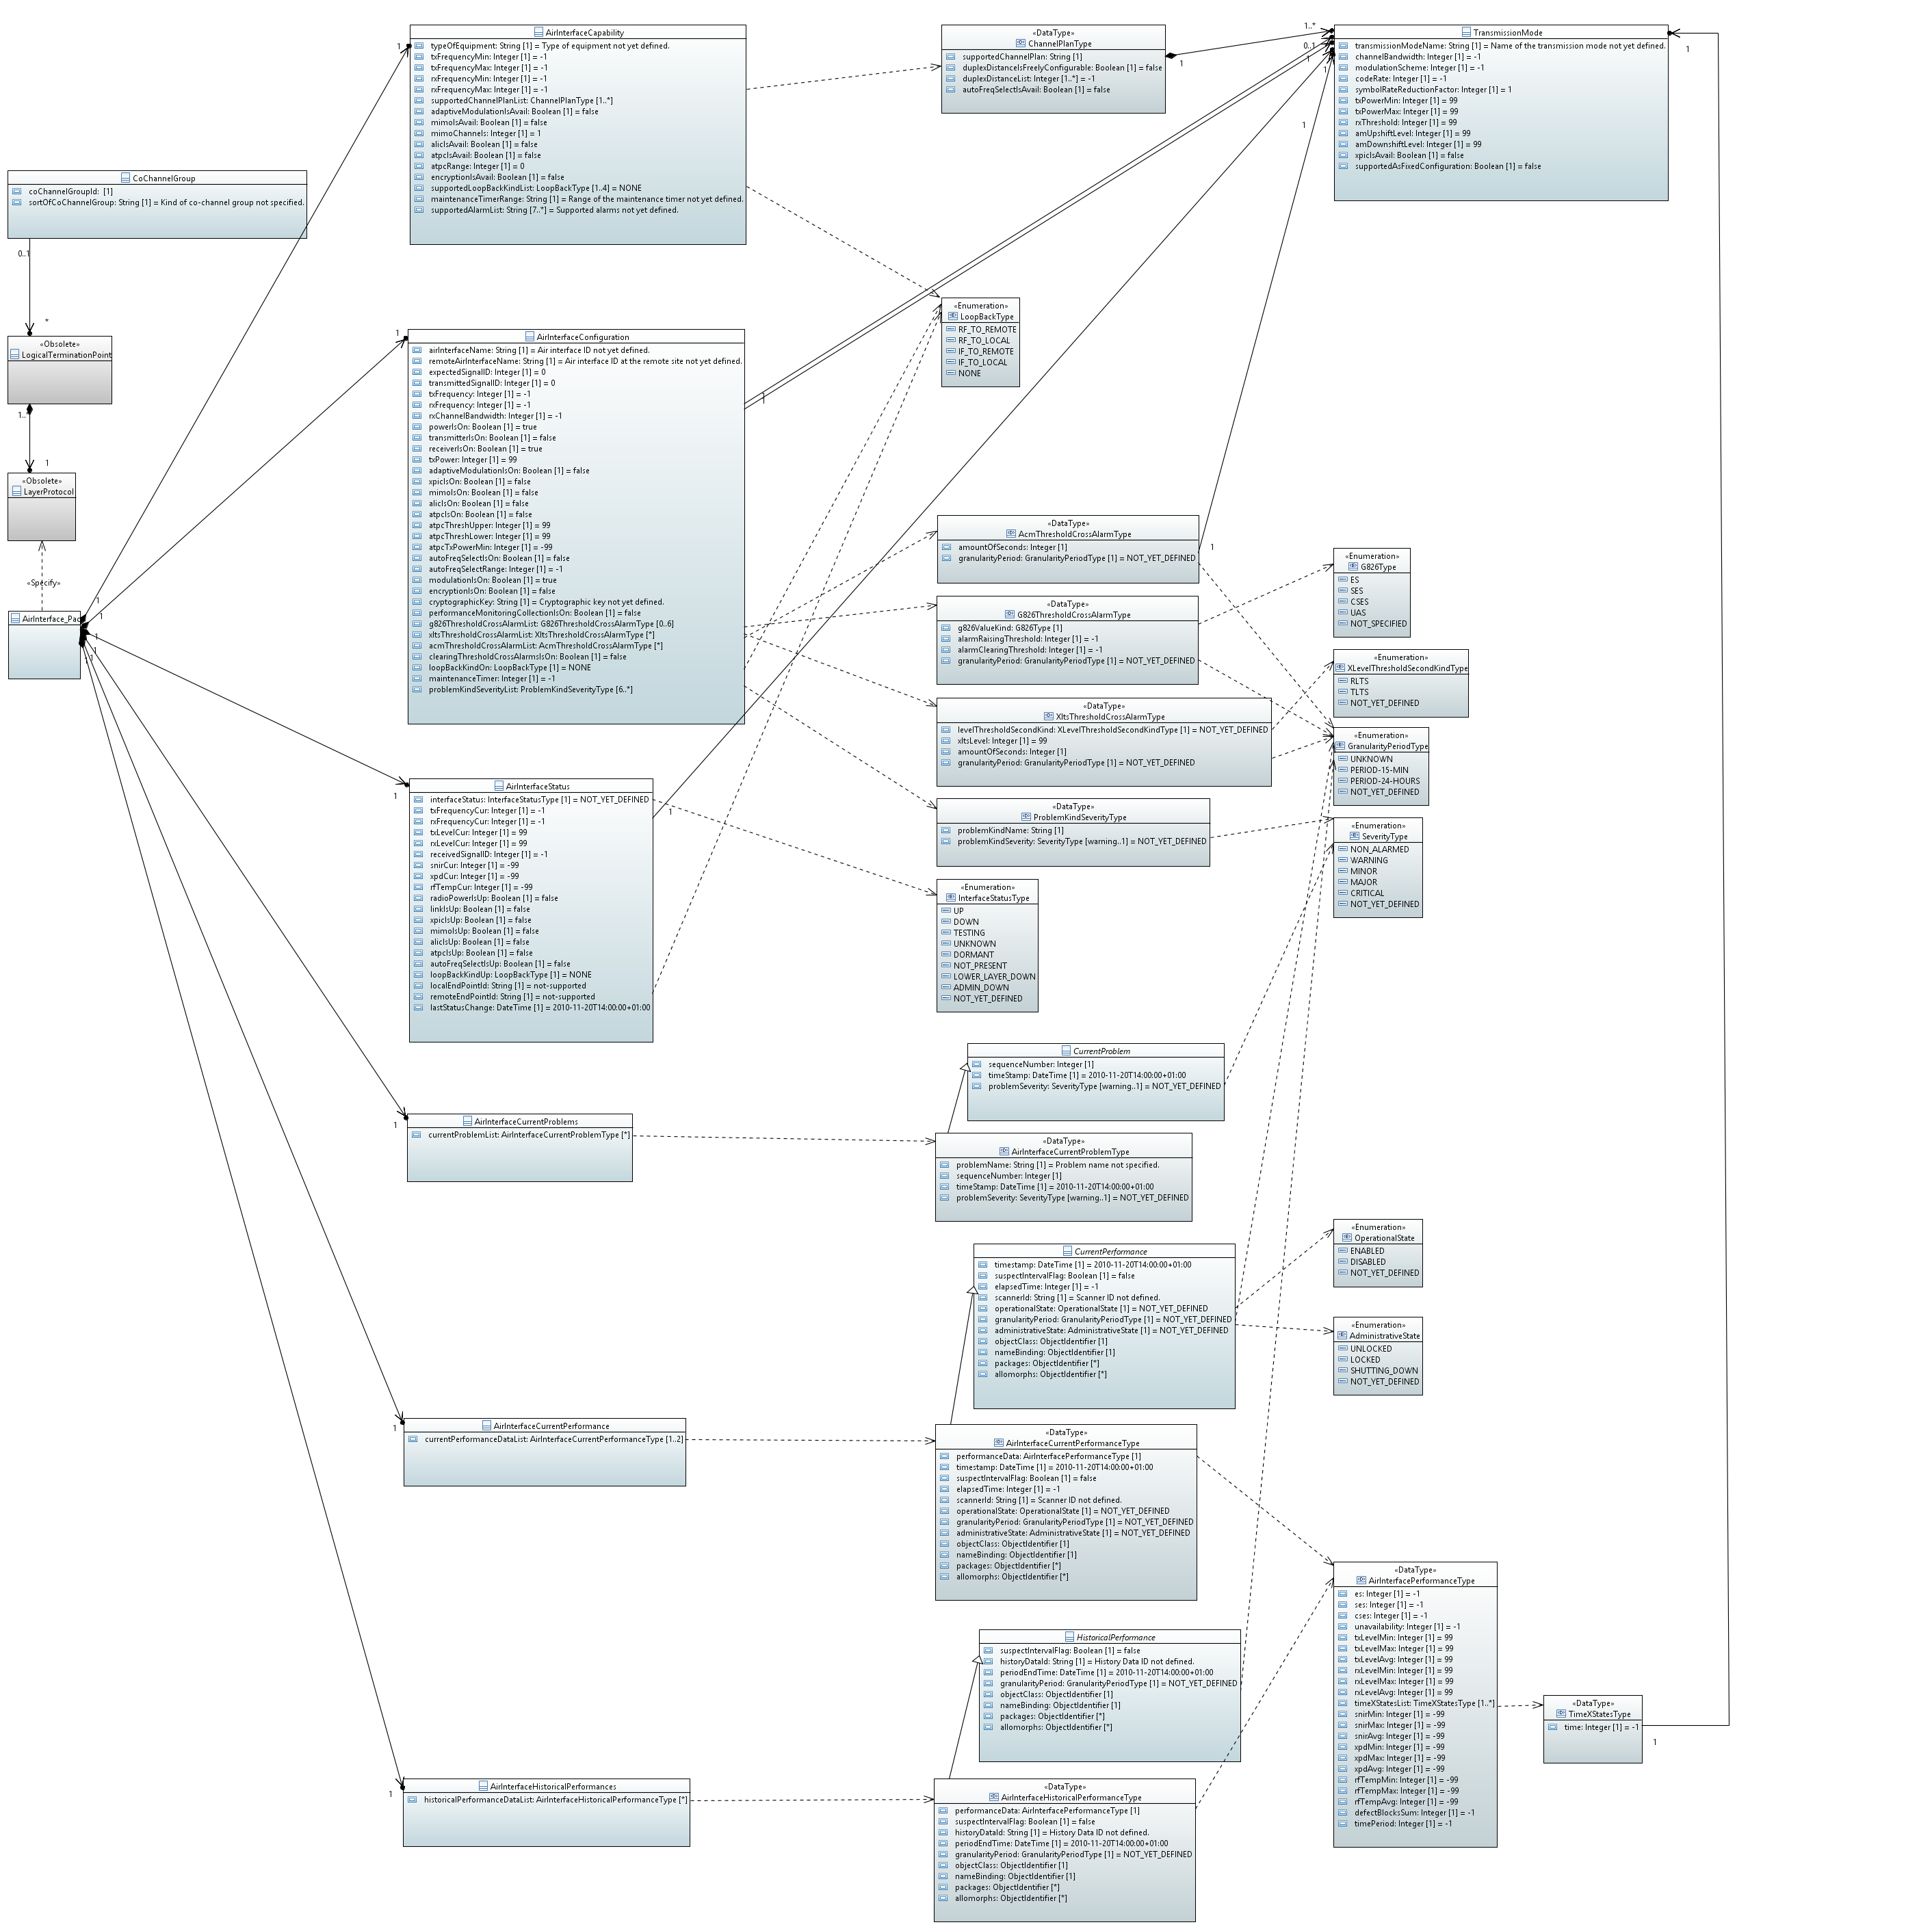 AirInterfaceCapability
typeOfEquipment: String [1] = Type of equipment not yet defined.
txFrequencyMin: Integer [1] = -1
txFrequencyMax: Integer [1] = -1
rxFrequencyMin: Integer [1] = -1
rxFrequencyMax: Integer [1] = -1
supportedChannelPlanList: ChannelPlanType [1..*]
adaptiveModulationIsAvail: Boolean [1] = false
mimoIsAvail: Boolean [1] = false
mimoChannels: Integer [1] = 1
alicIsAvail: Boolean [1] = false
atpcIsAvail: Boolean [1] = false
atpcRange: Integer [1] = 0
encryptionIsAvail: Boolean [1] = false
supportedLoopBackKindList: LoopBackType [1..4] = NONE
maintenanceTimerRange: String [1] = Range of the maintenance timer not yet defined.
supportedAlarmList: String [7..*] = Supported alarms not yet defined.
1
«DataType»
ChannelPlanType
supportedChannelPlan: String [1]
duplexDistanceIsFreelyConfigurable: Boolean [1] = false
duplexDistanceList: Integer [1..*] = -1
autoFreqSelectIsAvail: Boolean [1] = false
1
1..*
0..1
1
1
1
TransmissionMode
transmissionModeName: String [1] = Name of the transmission mode not yet defined.
channelBandwidth: Integer [1] = -1
modulationScheme: Integer [1] = -1
codeRate: Integer [1] = -1
symbolRateReductionFactor: Integer [1] = 1
txPowerMin: Integer [1] = 99
txPowerMax: Integer [1] = 99
rxThreshold: Integer [1] = 99
amUpshiftLevel: Integer [1] = 99
amDownshiftLevel: Integer [1] = 99
xpicIsAvail: Boolean [1] = false
supportedAsFixedConfiguration: Boolean [1] = false
1
CoChannelGroup
coChannelGroupId:  [1]
sortOfCoChannelGroup: String [1] = Kind of co-channel group not specified.
0..1
*
«Obsolete»
LogicalTerminationPoint
1..*
1
«Obsolete»
LayerProtocol
«Specify»
AirInterface_Pac
1
1
1
1
1
1
«Enumeration»
LoopBackType
RF_TO_REMOTE
RF_TO_LOCAL
IF_TO_REMOTE
IF_TO_LOCAL
NONE
1
AirInterfaceConfiguration
airInterfaceName: String [1] = Air interface ID not yet defined.
remoteAirInterfaceName: String [1] = Air interface ID at the remote site not yet defined.
expectedSignalID: Integer [1] = 0
transmittedSignalID: Integer [1] = 0
txFrequency: Integer [1] = -1
rxFrequency: Integer [1] = -1
rxChannelBandwidth: Integer [1] = -1
powerIsOn: Boolean [1] = true
transmitterIsOn: Boolean [1] = false
receiverIsOn: Boolean [1] = true
txPower: Integer [1] = 99
adaptiveModulationIsOn: Boolean [1] = false
xpicIsOn: Boolean [1] = false
mimoIsOn: Boolean [1] = false
alicIsOn: Boolean [1] = false
atpcIsOn: Boolean [1] = false
atpcThreshUpper: Integer [1] = 99
atpcThreshLower: Integer [1] = 99
atpcTxPowerMin: Integer [1] = -99
autoFreqSelectIsOn: Boolean [1] = false
autoFreqSelectRange: Integer [1] = -1
modulationIsOn: Boolean [1] = true
encryptionIsOn: Boolean [1] = false
cryptographicKey: String [1] = Cryptographic key not yet defined.
performanceMonitoringCollectionIsOn: Boolean [1] = false
g826ThresholdCrossAlarmList: G826ThresholdCrossAlarmType [0..6]
xltsThresholdCrossAlarmList: XltsThresholdCrossAlarmType [*]
acmThresholdCrossAlarmList: AcmThresholdCrossAlarmType [*]
clearingThresholdCrossAlarmsIsOn: Boolean [1] = false
loopBackKindOn: LoopBackType [1] = NONE
maintenanceTimer: Integer [1] = -1
problemKindSeverityList: ProblemKindSeverityType [6..*]
1
«DataType»
AcmThresholdCrossAlarmType
amountOfSeconds: Integer [1]
granularityPeriod: GranularityPeriodType [1] = NOT_YET_DEFINED
1
«DataType»
G826ThresholdCrossAlarmType
g826ValueKind: G826Type [1]
alarmRaisingThreshold: Integer [1] = -1
alarmClearingThreshold: Integer [1] = -1
granularityPeriod: GranularityPeriodType [1] = NOT_YET_DEFINED
«DataType»
XltsThresholdCrossAlarmType
levelThresholdSecondKind: XLevelThresholdSecondKindType [1] = NOT_YET_DEFINED
xltsLevel: Integer [1] = 99
amountOfSeconds: Integer [1]
granularityPeriod: GranularityPeriodType [1] = NOT_YET_DEFINED
«DataType»
ProblemKindSeverityType
problemKindName: String [1]
problemKindSeverity: SeverityType [warning..1] = NOT_YET_DEFINED
«Enumeration»
G826Type
ES
SES
CSES
UAS
NOT_SPECIFIED
«Enumeration»
XLevelThresholdSecondKindType
RLTS
TLTS
NOT_YET_DEFINED
«Enumeration»
GranularityPeriodType
UNKNOWN
PERIOD-15-MIN
PERIOD-24-HOURS
NOT_YET_DEFINED
«Enumeration»
SeverityType
NON_ALARMED
WARNING
MINOR
MAJOR
CRITICAL
NOT_YET_DEFINED
1
AirInterfaceStatus
interfaceStatus: InterfaceStatusType [1] = NOT_YET_DEFINED
txFrequencyCur: Integer [1] = -1
rxFrequencyCur: Integer [1] = -1
txLevelCur: Integer [1] = 99
rxLevelCur: Integer [1] = 99
receivedSignalID: Integer [1] = -1
snirCur: Integer [1] = -99
xpdCur: Integer [1] = -99
rfTempCur: Integer [1] = -99
radioPowerIsUp: Boolean [1] = false
linkIsUp: Boolean [1] = false
xpicIsUp: Boolean [1] = false
mimoIsUp: Boolean [1] = false
alicIsUp: Boolean [1] = false
atpcIsUp: Boolean [1] = false
autoFreqSelectIsUp: Boolean [1] = false
loopBackKindUp: LoopBackType [1] = NONE
localEndPointId: String [1] = not-supported
remoteEndPointId: String [1] = not-supported
lastStatusChange: DateTime [1] = 2010-11-20T14:00:00+01:00
1
«Enumeration»
InterfaceStatusType
UP
DOWN
TESTING
UNKNOWN
DORMANT
NOT_PRESENT
LOWER_LAYER_DOWN
ADMIN_DOWN
NOT_YET_DEFINED
CurrentProblem
sequenceNumber: Integer [1]
timeStamp: DateTime [1] = 2010-11-20T14:00:00+01:00
problemSeverity: SeverityType [warning..1] = NOT_YET_DEFINED
1
AirInterfaceCurrentProblems
currentProblemList: AirInterfaceCurrentProblemType [*]
«DataType»
AirInterfaceCurrentProblemType
problemName: String [1] = Problem name not specified.
sequenceNumber: Integer [1]
timeStamp: DateTime [1] = 2010-11-20T14:00:00+01:00
problemSeverity: SeverityType [warning..1] = NOT_YET_DEFINED
CurrentPerformance
timestamp: DateTime [1] = 2010-11-20T14:00:00+01:00
suspectIntervalFlag: Boolean [1] = false
elapsedTime: Integer [1] = -1
scannerId: String [1] = Scanner ID not defined.
operationalState: OperationalState [1] = NOT_YET_DEFINED
granularityPeriod: GranularityPeriodType [1] = NOT_YET_DEFINED
administrativeState: AdministrativeState [1] = NOT_YET_DEFINED
objectClass: ObjectIdentifier [1]
nameBinding: ObjectIdentifier [1]
packages: ObjectIdentifier [*]
allomorphs: ObjectIdentifier [*]
«Enumeration»
OperationalState
ENABLED
DISABLED
NOT_YET_DEFINED
«Enumeration»
AdministrativeState
UNLOCKED
LOCKED
SHUTTING_DOWN
NOT_YET_DEFINED
1
AirInterfaceCurrentPerformance
currentPerformanceDataList: AirInterfaceCurrentPerformanceType [1..2]
«DataType»
AirInterfaceCurrentPerformanceType
performanceData: AirInterfacePerformanceType [1]
timestamp: DateTime [1] = 2010-11-20T14:00:00+01:00
suspectIntervalFlag: Boolean [1] = false
elapsedTime: Integer [1] = -1
scannerId: String [1] = Scanner ID not defined.
operationalState: OperationalState [1] = NOT_YET_DEFINED
granularityPeriod: GranularityPeriodType [1] = NOT_YET_DEFINED
administrativeState: AdministrativeState [1] = NOT_YET_DEFINED
objectClass: ObjectIdentifier [1]
nameBinding: ObjectIdentifier [1]
packages: ObjectIdentifier [*]
allomorphs: ObjectIdentifier [*]
HistoricalPerformance
suspectIntervalFlag: Boolean [1] = false
historyDataId: String [1] = History Data ID not defined.
periodEndTime: DateTime [1] = 2010-11-20T14:00:00+01:00
granularityPeriod: GranularityPeriodType [1] = NOT_YET_DEFINED
objectClass: ObjectIdentifier [1]
nameBinding: ObjectIdentifier [1]
packages: ObjectIdentifier [*]
allomorphs: ObjectIdentifier [*]
«DataType»
AirInterfacePerformanceType
es: Integer [1] = -1
ses: Integer [1] = -1
cses: Integer [1] = -1
unavailability: Integer [1] = -1
txLevelMin: Integer [1] = 99
txLevelMax: Integer [1] = 99
txLevelAvg: Integer [1] = 99
rxLevelMin: Integer [1] = 99
rxLevelMax: Integer [1] = 99
rxLevelAvg: Integer [1] = 99
timeXStatesList: TimeXStatesType [1..*]
snirMin: Integer [1] = -99
snirMax: Integer [1] = -99
snirAvg: Integer [1] = -99
xpdMin: Integer [1] = -99
xpdMax: Integer [1] = -99
xpdAvg: Integer [1] = -99
rfTempMin: Integer [1] = -99
rfTempMax: Integer [1] = -99
rfTempAvg: Integer [1] = -99
defectBlocksSum: Integer [1] = -1
timePeriod: Integer [1] = -1
«DataType»
TimeXStatesType
time: Integer [1] = -1
1
1
AirInterfaceHistoricalPerformances
historicalPerformanceDataList: AirInterfaceHistoricalPerformanceType [*]
«DataType»
AirInterfaceHistoricalPerformanceType
performanceData: AirInterfacePerformanceType [1]
suspectIntervalFlag: Boolean [1] = false
historyDataId: String [1] = History Data ID not defined.
periodEndTime: DateTime [1] = 2010-11-20T14:00:00+01:00
granularityPeriod: GranularityPeriodType [1] = NOT_YET_DEFINED
objectClass: ObjectIdentifier [1]
nameBinding: ObjectIdentifier [1]
packages: ObjectIdentifier [*]
allomorphs: ObjectIdentifier [*]